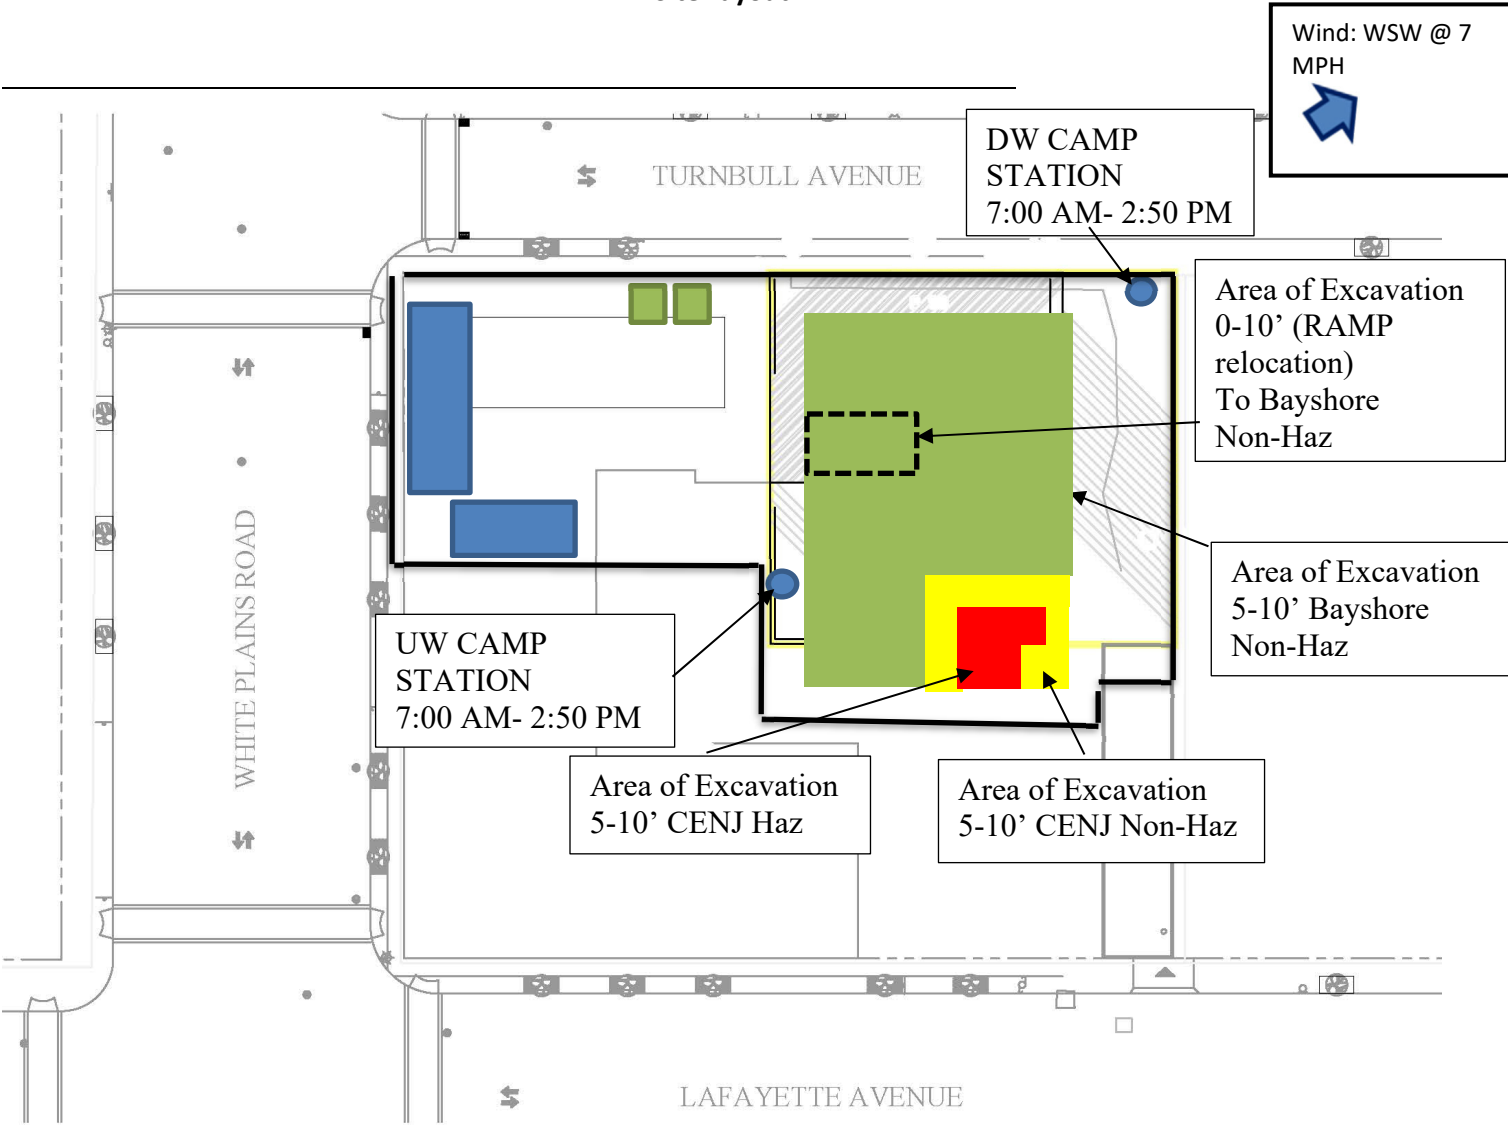 Wind: WSW @ 7
MPH
DW CAMP
STATION
7:00 AM- 2:50 PM
TURNBULL AVENUE
Area of Excavation
0-10’ (RAMP
relocation)
To Bayshore
Non-Haz
Area of Excavation
5-10’ Bayshore
Non-Haz
WHITE PLAINS ROAD
UW CAMP
STATION
7:00 AM- 2:50 PM
Area of Excavation
5-10’ CENJ Haz
Area of Excavation
5-10’ CENJ Non-Haz
LAFAYETTE AVENUE